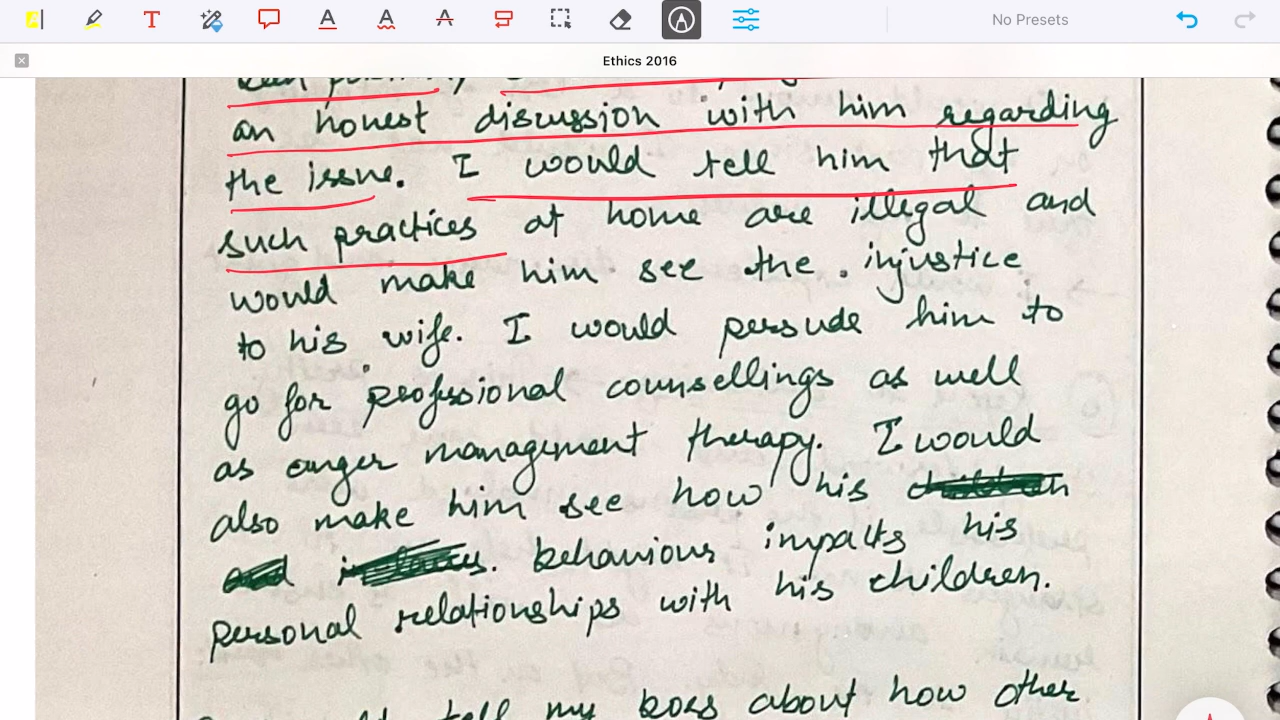 No Presets
Ethics 2016
an honest discussion with him regarding
the issue. I would tell him that
such practices at home are illegal and
would make him see the injustice
to his wife. I would persude him to
go for professional counsellings as well
as anger management therapy. I would
also make him see how his
behaviour impacts his
personal relationships with his children.
tell my boss about how other